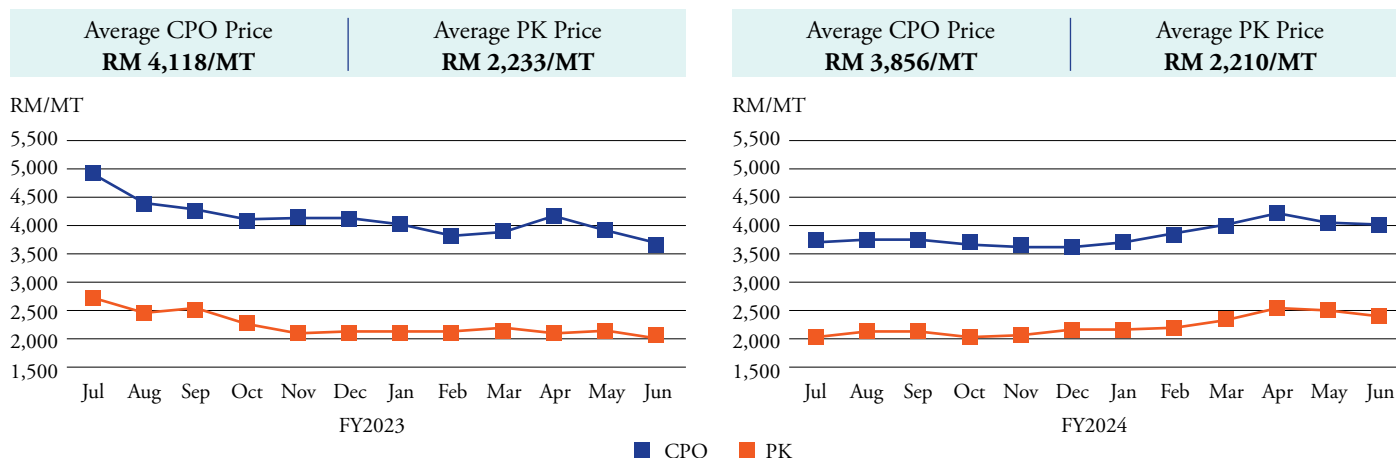 Average CPO Price
RM 4,118/MT
Average PK Price
RM 2,233/MT
RM/MT
5,500
5,000
4,500
4,000
3,500
3,000
2,500
2,000
1,500
Jul Aug Sep Oct Nov Dec Jan Feb Mar Apr May Jun
FY2023
Average CPO Price
RM 3,856/MT
Average PK Price
RM 2,210/MT
RM/MT
5,500
5,000
4,500
4,000
3,500
3,000
2,500
2,000
1,500
Jul Aug Sep Oct Nov Dec Jan Feb Mar Apr May Jun
FY2024
CPO PK